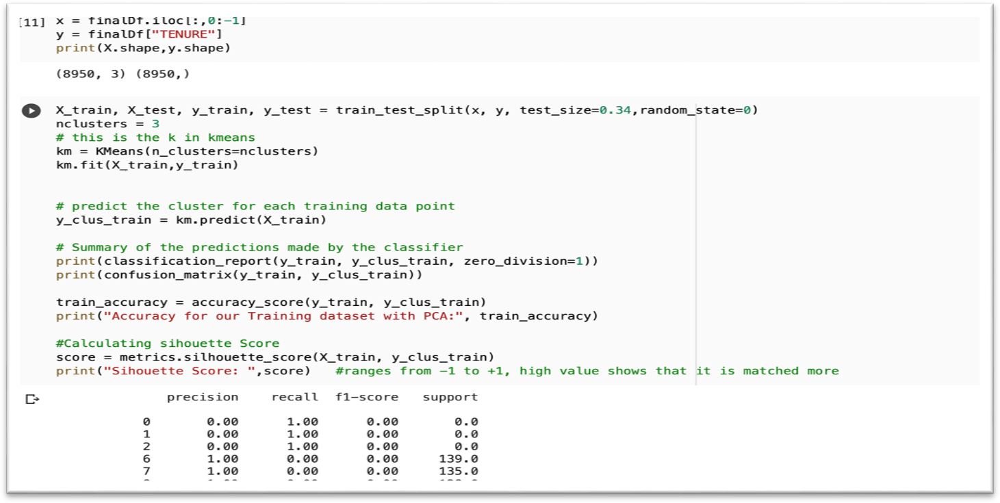 [11] x = finalDf.iloc[:,0:-1]
y = finalDf["TENURE"]
print(X.shape,y.shape)
(8950, 3) (8950,)
X_train, X_test, y_train, y_test = train_test_split(x, y, test_size=0.34,random_state=0)
nclusters = 3
# this is the k in kmeans
km = KMeans(n_clusters=nclusters)
km.fit(X_train,y_train)
# predict the cluster for each training data point
y_clus_train = km.predict(X_train)
# Summary of the predictions made by the classifier
print(classification_report(y_train, y_clus_train, zero_division=1))
print(confusion_matrix(y_train, y_clus_train))
train_accuracy = accuracy_score(y_train, y_clus_train)
print("Accuracy for our Training dataset with PCA:", train_accuracy)
#Calculating sihouette Score
score = metrics.silhouette_score(X_train, y_clus_train)
print("Sihouette Score: ",score) #ranges from -1 to +1, high value shows that it is matched more
precision recall f1-score support
0 0.00 1.00 0.00 0.0
1 0.00 1.00 0.00 0.0
2 0.00 1.00 0.00 0.0
6 1.00 0.00 0.00 139.0
7 1.00 0.00 0.00 135.0